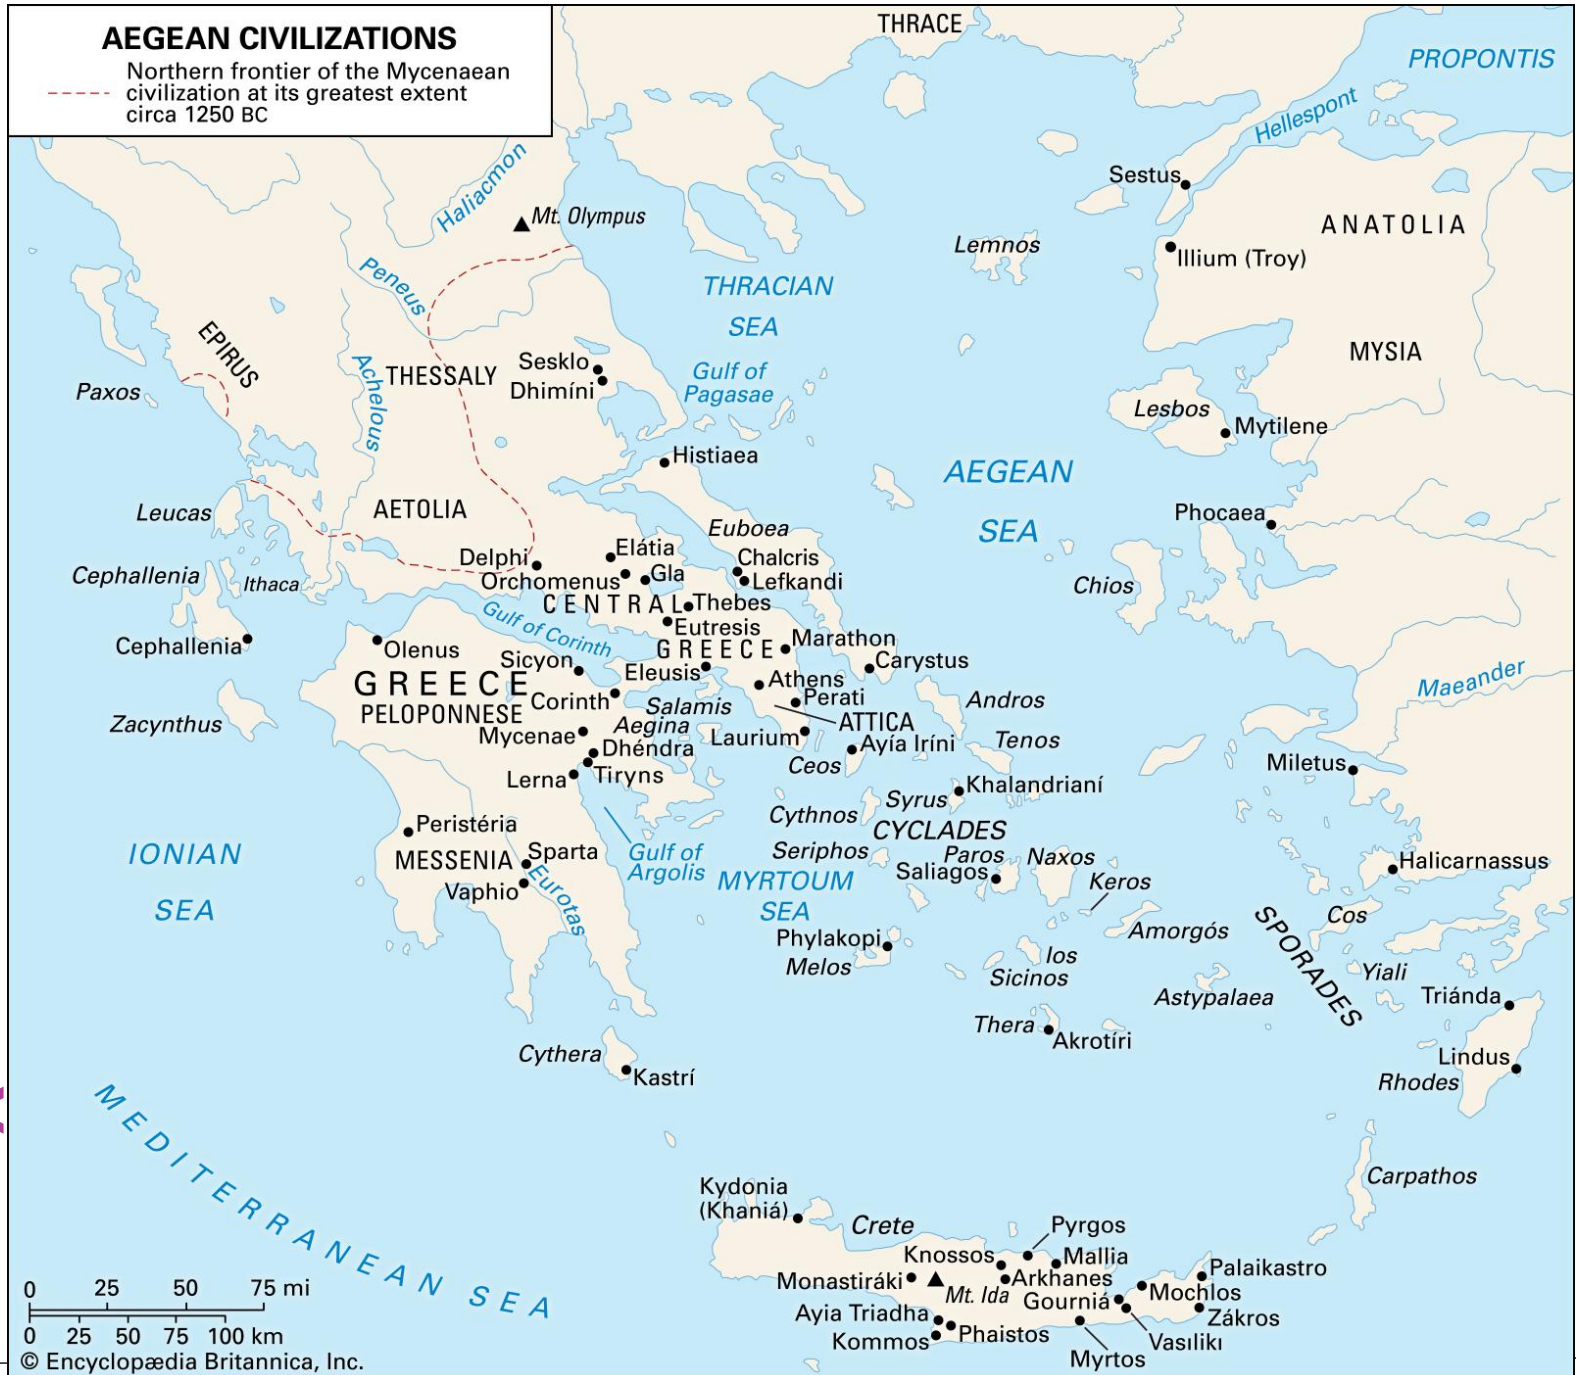 AEGEAN CIVILIZATIONS
Northern frontier of the Mycenaean
civilization at its greatest extent
circa 1250 BC
THRACE
PROPONTIS
Hellespont
Haliacmon
Sestus
Mt. Olympus
ANATOLIA
Lemnos
Illium (Troy)
Peneus
THRACIAN
SEA
EPIRUS
MYSIA
Achelous
THESSALY
Sesklo
Dhimíni
Gulf of
Pagasae
Paxos
Lesbos
Mytilene
Histiaea
AEGEAN
SEA
Leucas
AETOLIA
Phocaea
Euboea
Delphi
Elátia
Chalcris
Cephallenia
Ithaca
Orchomenus
Gla
Lefkandi
Chios
CENTRAL
GREECE
Thebes
Gulf of Corinth
Eutresis
Cephallenia
Olenus
Marathon
Sicyon
Eleusis
Carystus
GREECE
PELOPONNESE
Athens
Maeander
Corinth
Salamis
Perati
Andros
Zacynthus
Aegina
ATTICA
Mycenae
Laurium
Ayía Iríni
Tenos
Dhéndra
Ceos
Miletus
Lerna
Tiryns
Khalandrianí
Syrus
Cythnos
Peristéria
CYCLADES
IONIAN
SEA
MESSENIA
Sparta
Gulf of
Argolis
Seriphos
Paros
Naxos
Halicarnassus
Vaphio
Eurotas
MYRTOUM
SEA
Saliagos
Keros
Cos
SPORADES
Amorgós
Phylakopi
Melos
Ios
Sicinos
Yiali
Astypalaea
Triánda
Thera
Akrotíri
Cythera
Kastrí
Lindus
Rhodes
MEDITERRANEAN SEA
Carpathos
Kydonia
(Khaniá)
Crete
Pyrgos
Knossos
Mallia
Palaikastro
Monastiráki
Mt. Ida
Arkhanes
Mochlos
Gourniá
Ayia Triadha
Zákros
Kommos
Phaistos
Vasiliki
Myrtos
0 25 50 75 mi
0 25 50 75 100 km
© Encyclopædia Britannica, Inc.